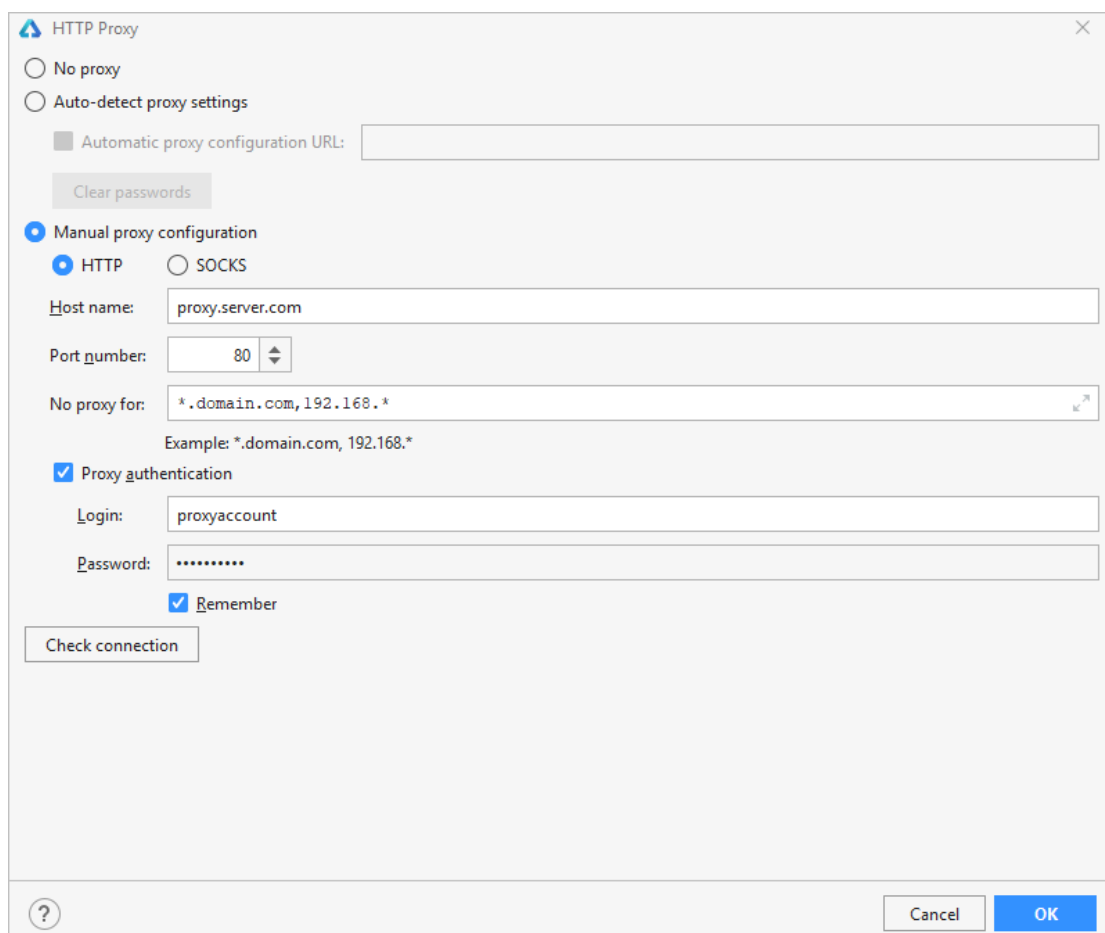 HTTP Proxy
No proxy
Auto-detect proxy settings
Automatic proxy configuration URL:
Clear passwords
Manual proxy configuration
HTTP SOCKS
Host name: proxy.server.com
Port number: 80
No proxy for: *.domain.com,192.168.*
Example: *.domain.com, 192.168.*
Proxy authentication
Login: proxyaccount
Password: ••••••••••
Remember
Check connection
? Cancel OK